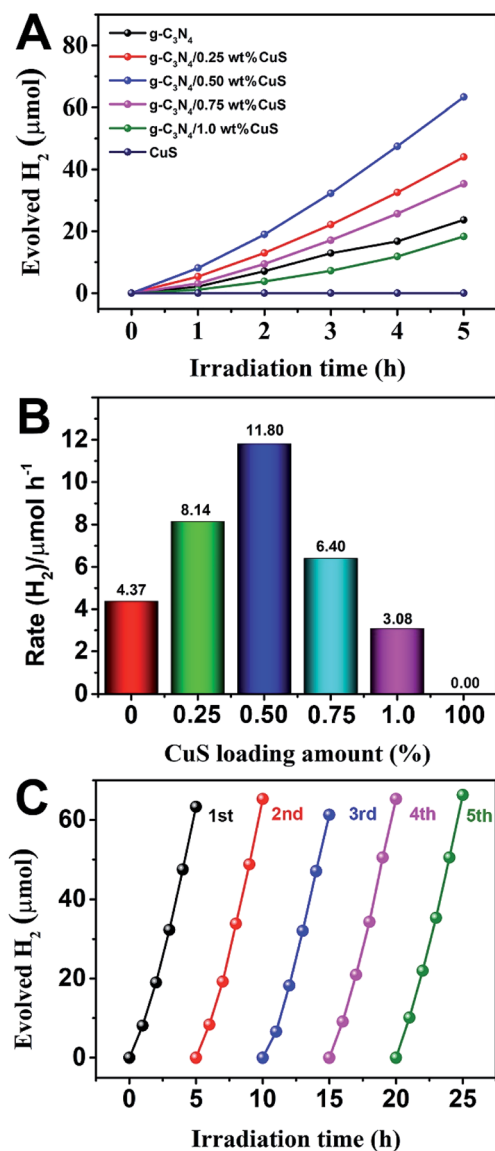 A
g-C₃N₄
g-C₃N₄/0.25 wt%CuS
g-C₃N₄/0.50 wt%CuS
g-C₃N₄/0.75 wt%CuS
g-C₃N₄/1.0 wt%CuS
CuS
Evolved H₂ (μmol)
80
60
40
20
0
0 1 2 3 4 5
Irradiation time (h)
B
Rate (H₂)/μmol h⁻¹
12
10
8
6
4
2
0
4.37
8.14
11.80
6.40
3.08
0.00
0 0.25 0.50 0.75 1.0 100
CuS loading amount (%)
C
Evolved H₂ (μmol)
60
40
20
0
1st 2nd 3rd 4th 5th
0 5 10 15 20 25
Irradiation time (h)